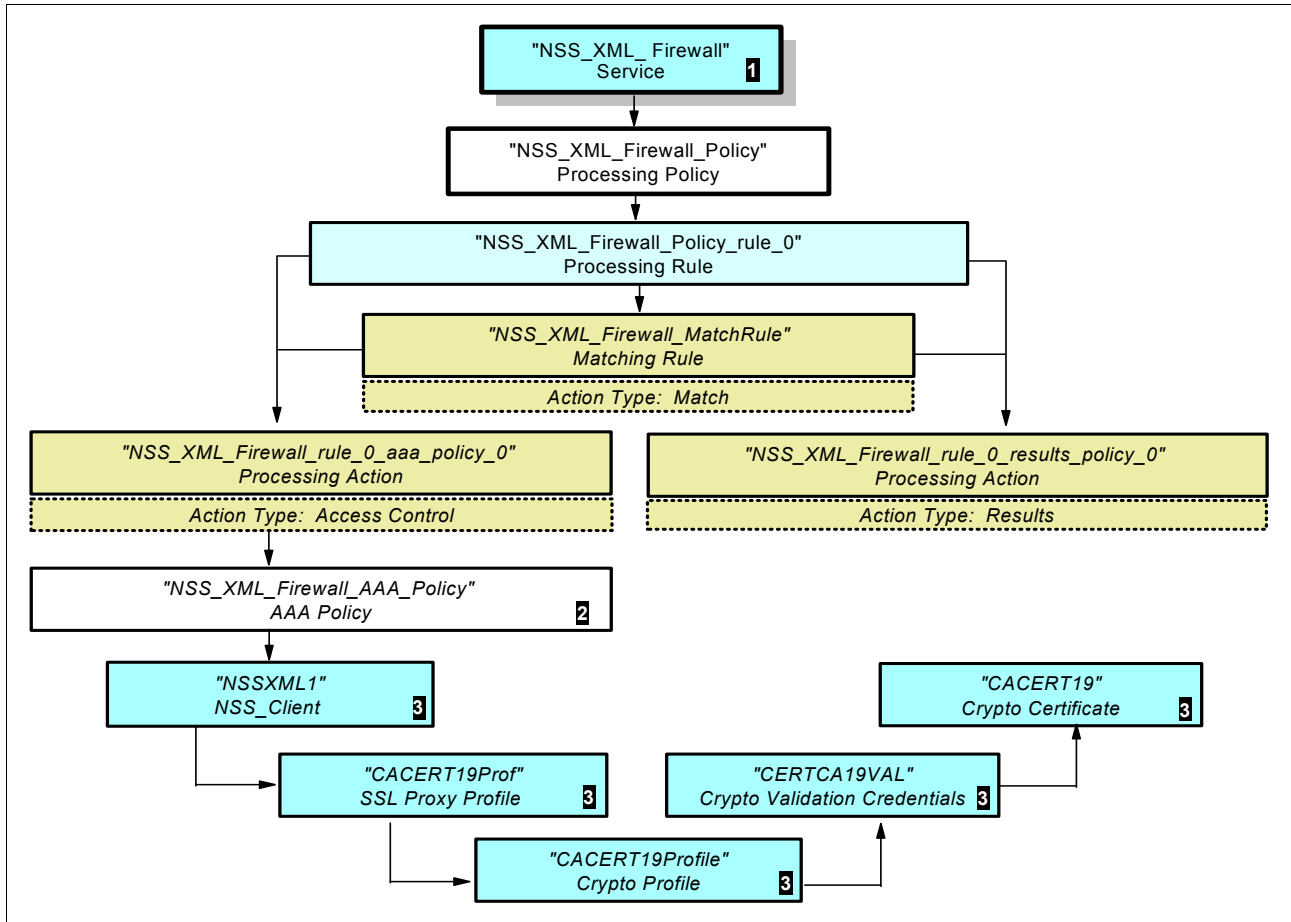 "NSS_XML_ Firewall"
Service
1
"NSS_XML_Firewall_Policy"
Processing Policy
"NSS_XML_Firewall_Policy_rule_0"
Processing Rule
"NSS_XML_Firewall_MatchRule"
Matching Rule
Action Type: Match
"NSS_XML_Firewall_rule_0_aaa_policy_0"
Processing Action
Action Type: Access Control
"NSS_XML_Firewall_rule_0_results_policy_0"
Processing Action
Action Type: Results
"NSS_XML_Firewall_AAA_Policy"
AAA Policy
2
"NSSXML1"
NSS_Client
3
"CACERT19"
Crypto Certificate
3
"CACERT19Prof"
SSL Proxy Profile
3
"CERTCA19VAL"
Crypto Validation Credentials
3
"CACERT19Profile"
Crypto Profile
3